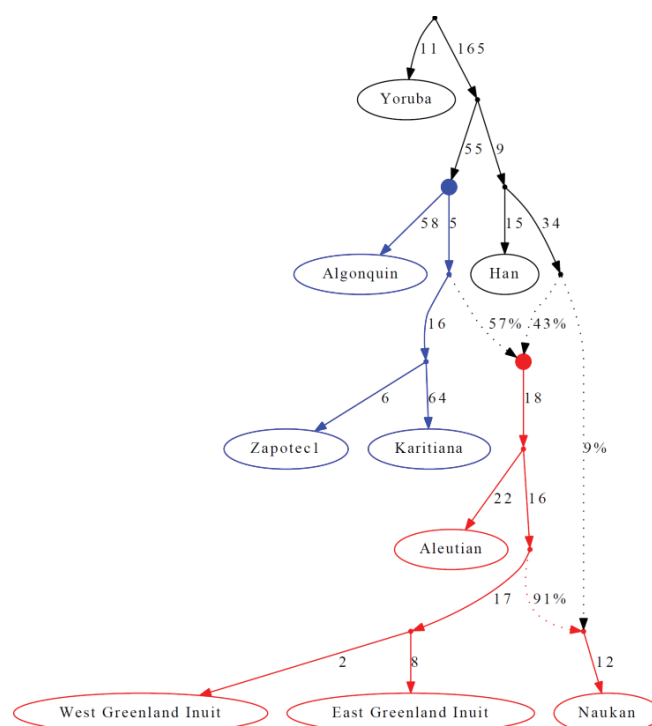 11 165
Yoruba
55 9
58 5 15 34
Algonquin Han
57% 43%
16
6 64 18
Zapotec1 Karitiana 9%
22 16
Aleutian
17 91%
2 8 12
West Greenland Inuit East Greenland Inuit Naukan